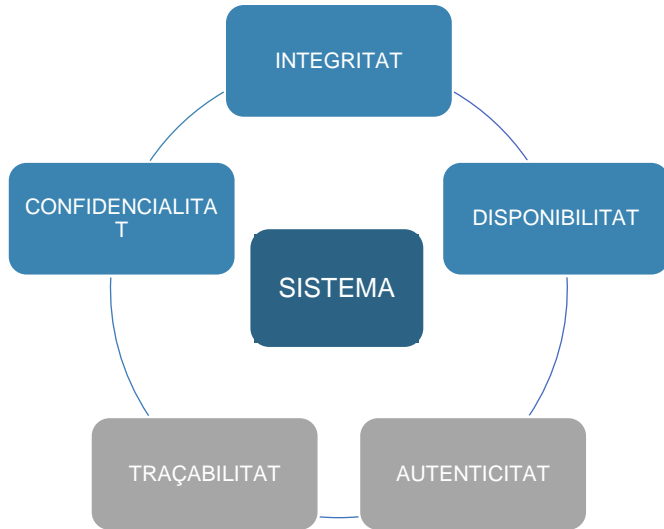 INTEGRITAT
CONFIDENCIALITA
T
DISPONIBILITAT
SISTEMA
TRAÇABILITAT
AUTENTICITAT